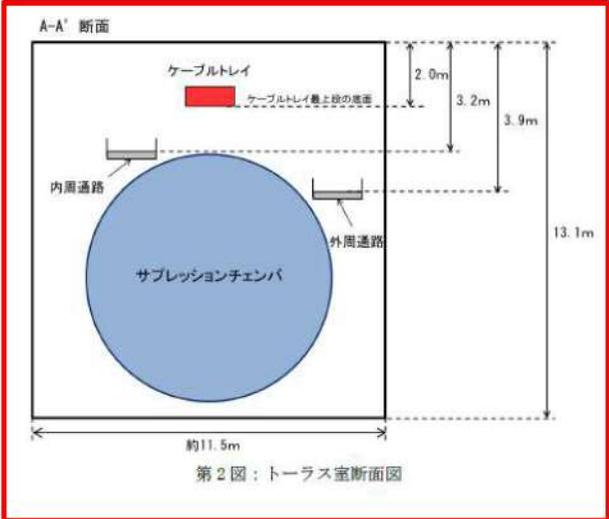 A-A' 断面
ケーブルトレイ
ケーブルトレイ最上段の底面
2.0m
3.2m
3.9m
内周通路
外周通路
サプレッションチェンバ
13.1m
約11.5m
第2図:トーラス室断面図